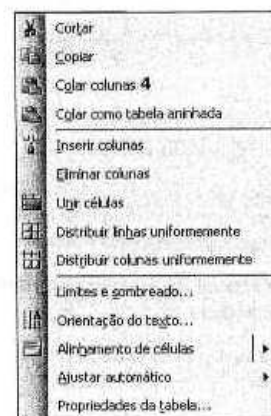 Cortar
Copiar
Colar colunas 4
Colar como tabela aninhada
Inserir colunas
Eliminar colunas
Unir células
Distribuir linhas uniformemente
Distribuir colunas uniformemente
Limites e sombreado...
Orientação do texto...
Alinhamento de células
Ajustar automático
Propriedades da tabela...